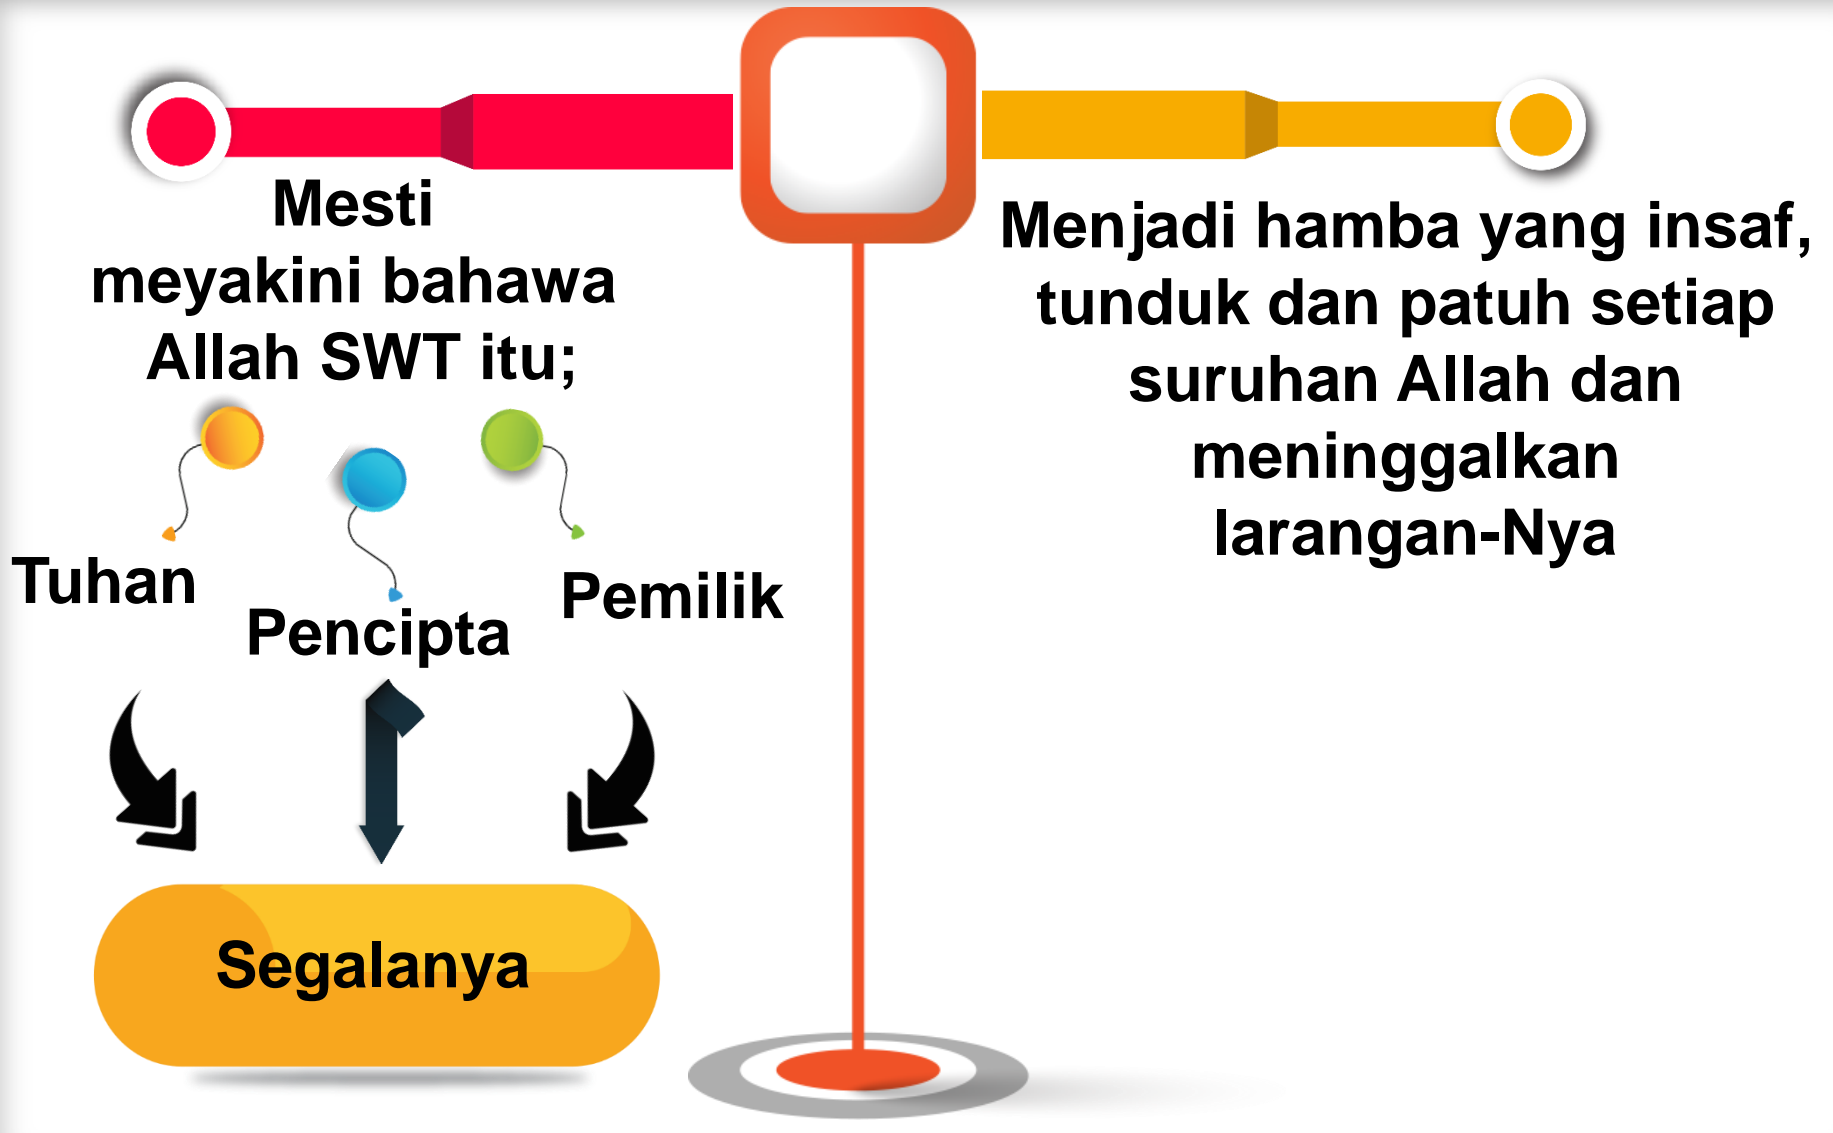 Mesti
meyakini bahawa
Allah SWT itu;
Tuhan
Pencipta
Pemilik
Segalanya
Menjadi hamba yang insaf,
tunduk dan patuh setiap
suruhan Allah dan
meninggalkan
larangan-Nya